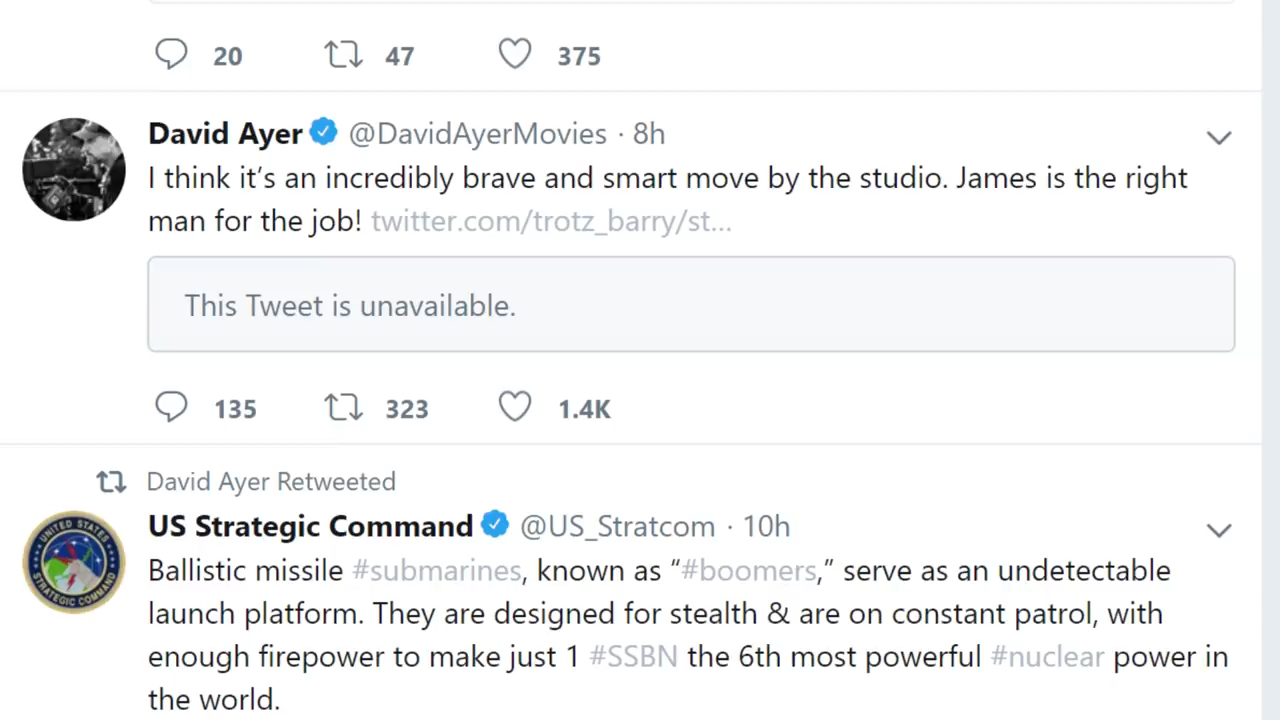 20 47 375
David Ayer @DavidAyerMovies · 8h
I think it’s an incredibly brave and smart move by the studio. James is the right
man for the job! twitter.com/trotz_barry/st…
This Tweet is unavailable.
135 323 1.4K
David Ayer Retweeted
UNITED STATES
STRATEGIC COMMAND
US Strategic Command @US_Stratcom · 10h
Ballistic missile #submarines, known as “#boomers,” serve as an undetectable
launch platform. They are designed for stealth & are on constant patrol, with
enough firepower to make just 1 #SSBN the 6th most powerful #nuclear power in
the world.